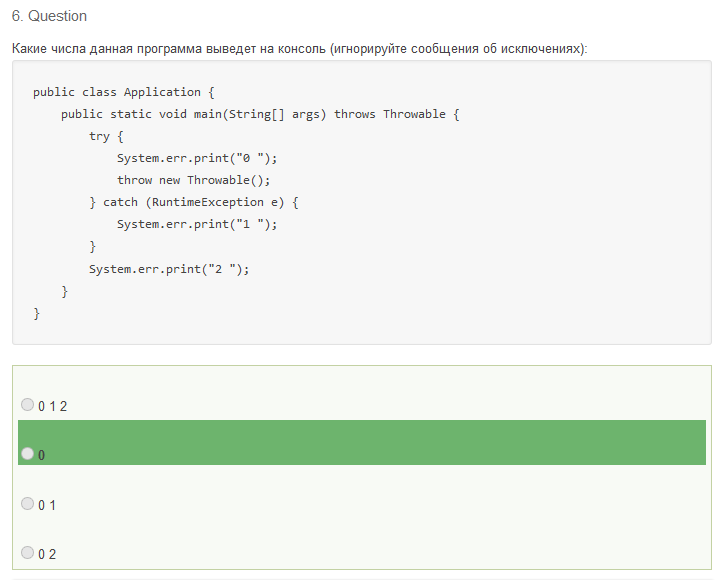 6. Question
Какие числа данная программа выведет на консоль (игнорируйте сообщения об исключениях):
public class Application {
    public static void main(String[] args) throws Throwable {
        try {
            System.err.print("0 ");
            throw new Throwable();
        } catch (RuntimeException e) {
            System.err.print("1 ");
        }
        System.err.print("2 ");
    }
}
0 1 2
0
0 1
0 2